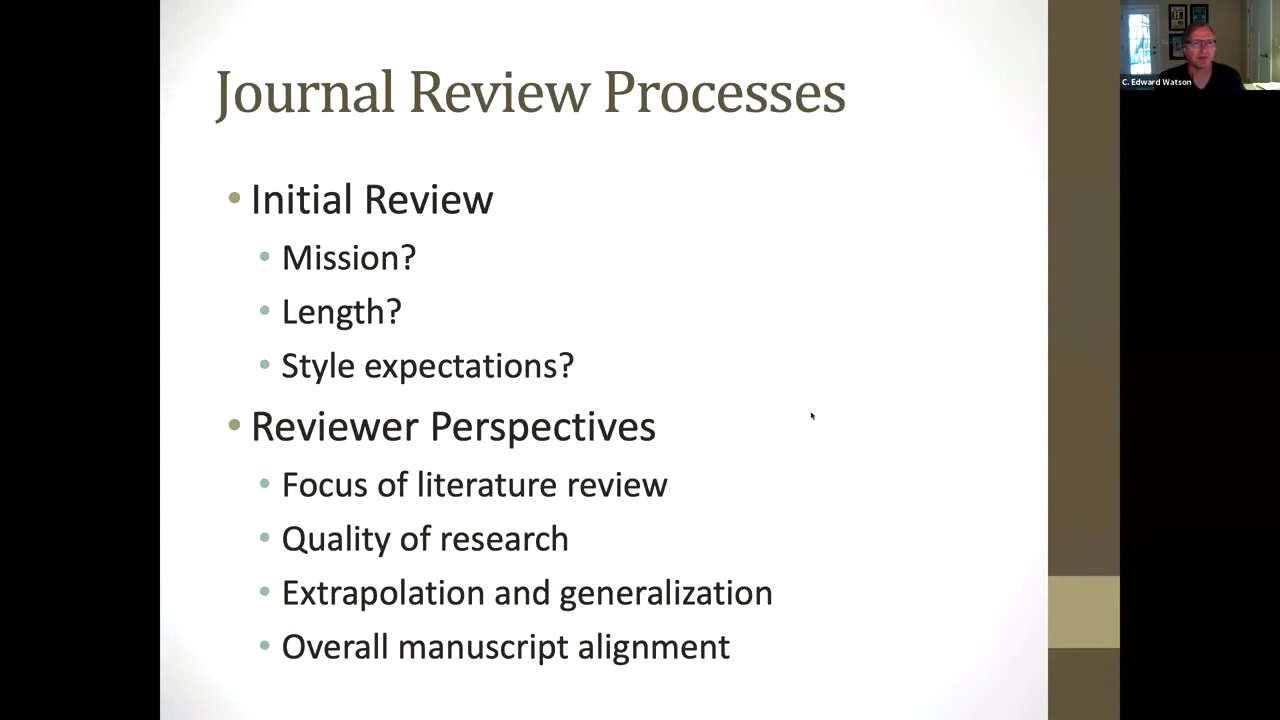 Journal Review Processes
• Initial Review
• Mission?
• Length?
• Style expectations?
• Reviewer Perspectives
• Focus of literature review
• Quality of research
• Extrapolation and generalization
• Overall manuscript alignment
C. Edward Watson